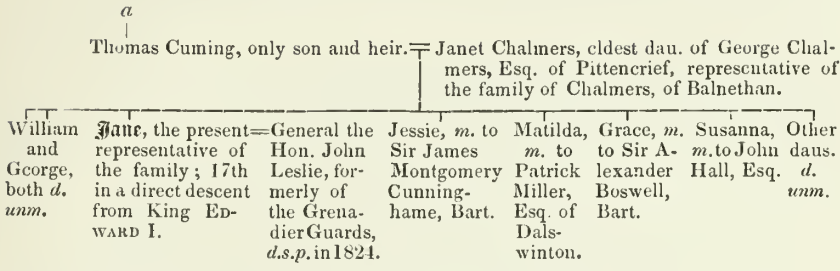 a
Thomas Cuming, only son and heir.=Janet Chalmers, eldest dau. of George Chal-
mers, Esq. of Pittencrief, representative of
the family of Chalmers, of Balnethan.
William
and
George,
both d.
unm.
Jane, the present=
representative of
the family; 17th
in a direct descent
from King ED-
WARD I.
General the
Hon. John
Leslie, for-
merly of
the Grena-
dier Guards,
d.s.p. in 1824.
Jessie, m. to
Sir James
Montgomery
Cunning-
hame, Bart.
Matilda,
m. to
Patrick
Miller,
Esq. of
Dals-
winton.
Grace, m.
to Sir A-
lexander
Boswell,
Bart.
Susanna,
m. to John
Hall, Esq.
Other
daus.
d.
unm.